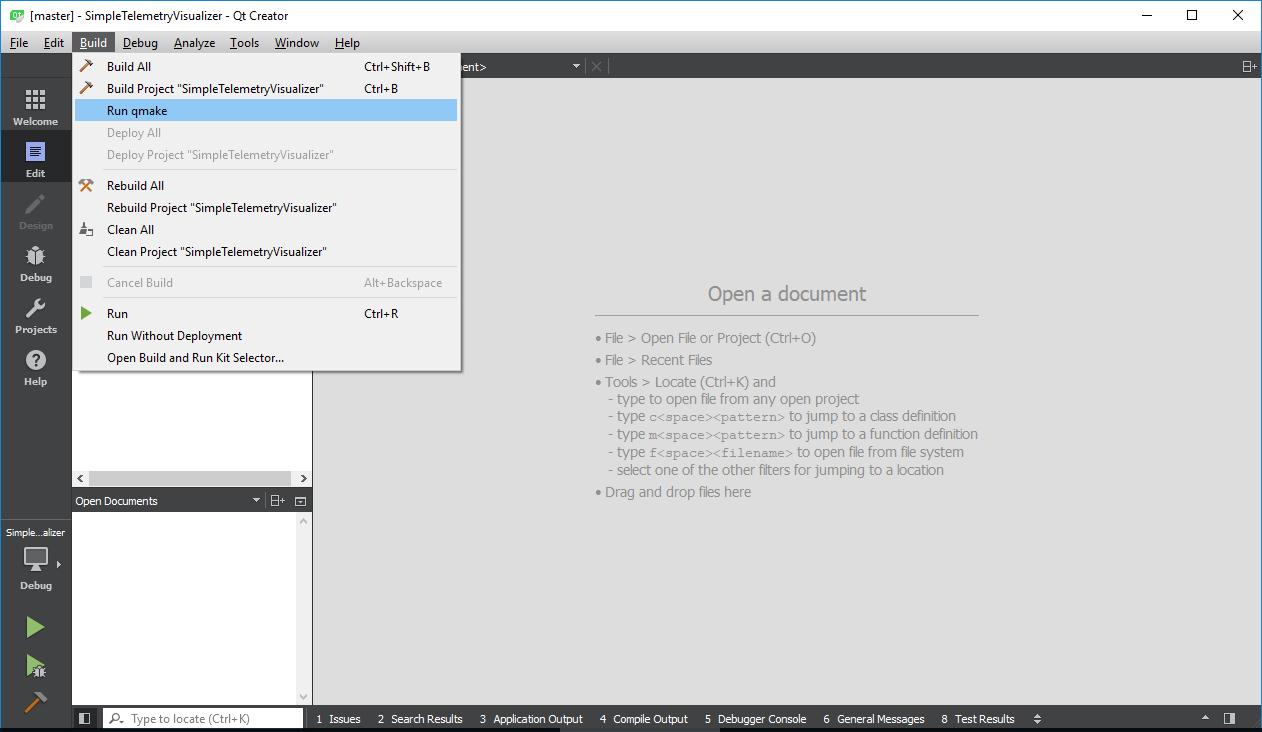 [master] - SimpleTelemetryVisualizer - Qt Creator
File Edit Build Debug Analyze Tools Window Help
Build All Ctrl+Shift+B
Build Project "SimpleTelemetryVisualizer" Ctrl+B
Run qmake
Deploy All
Deploy Project "SimpleTelemetryVisualizer"
Rebuild All
Rebuild Project "SimpleTelemetryVisualizer"
Clean All
Clean Project "SimpleTelemetryVisualizer"
Cancel Build Alt+Backspace
Run Ctrl+R
Run Without Deployment
Open Build and Run Kit Selector...
ent>
Welcome
Edit
Design
Debug
Projects
? Help
Open a document
• File > Open File or Project (Ctrl+O)
• File > Recent Files
• Tools > Locate (Ctrl+K) and
- type to open file from any open project
- type c<space><pattern> to jump to a class definition
- type m<space><pattern> to jump to a function definition
- type f<space><filename> to open file from file system
- select one of the other filters for jumping to a location
• Drag and drop files here
Open Documents
Simple...alizer
Debug
Type to locate (Ctrl+K)
1 Issues 2 Search Results 3 Application Output 4 Compile Output 5 Debugger Console 6 General Messages 8 Test Results